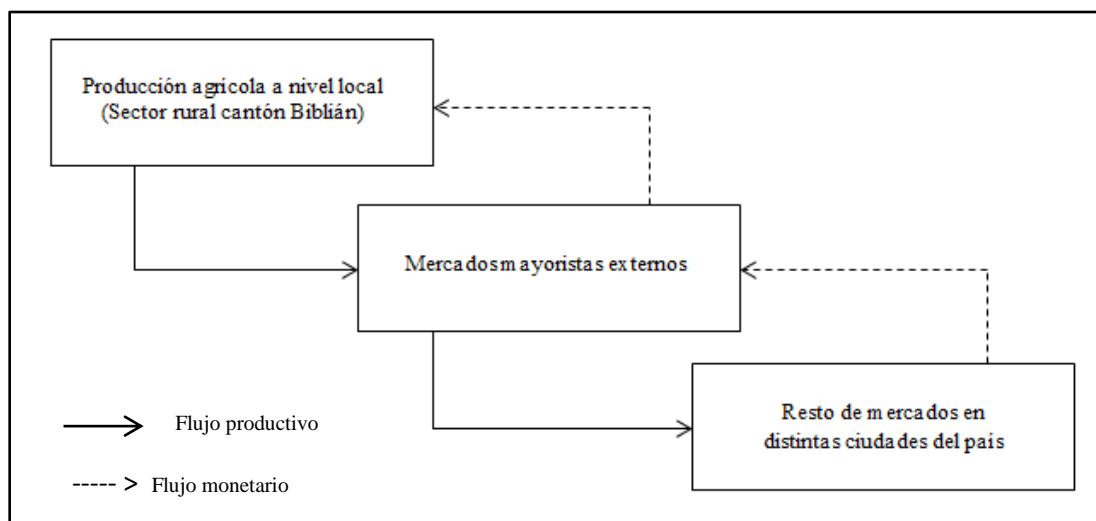 Producción agrícola a nivel local
(Sector rural cantón Biblián)
Mercados mayoristas externos
Resto de mercados en
distintas ciudades del país
Flujo productivo
Flujo monetario